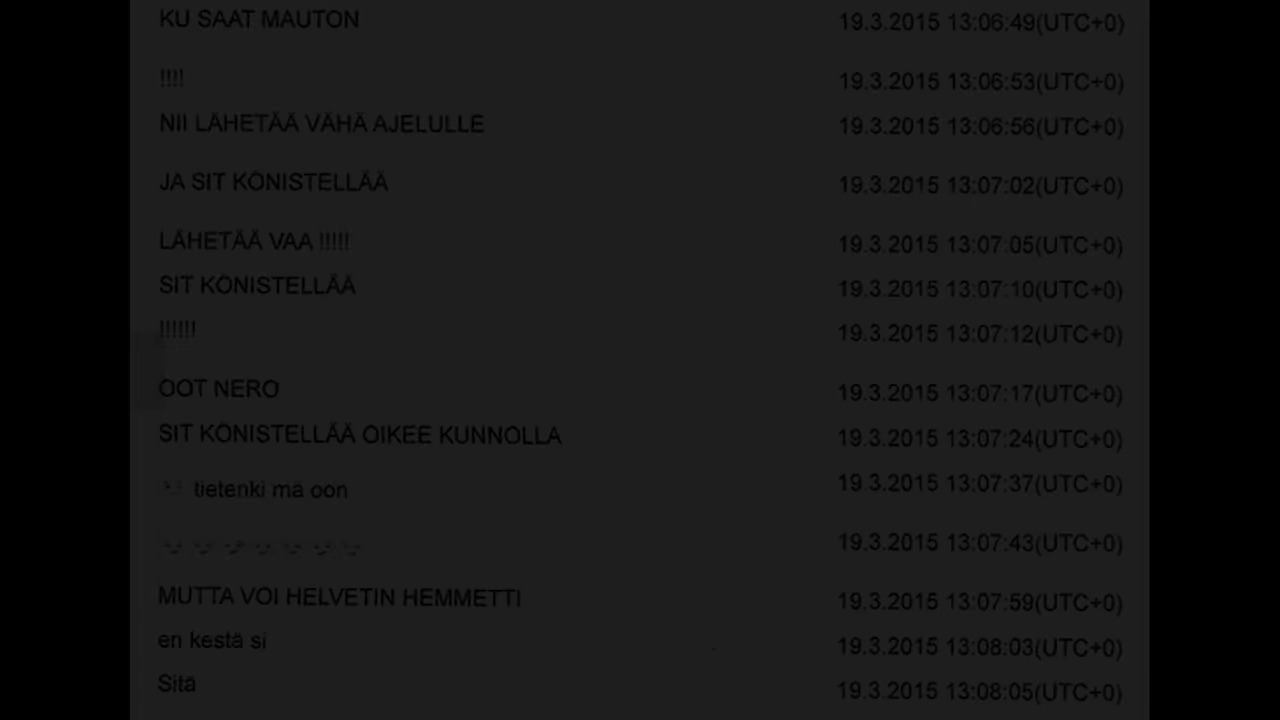 KU SAAT MAUTON 19.3.2015 13:06:49(UTC+0)
!!!! 19.3.2015 13:06:53(UTC+0)
NII LÄHETÄÄ VÄHÄ AJELULLE 19.3.2015 13:06:56(UTC+0)
JA SIT KÖNISTELLÄÄ 19.3.2015 13:07:02(UTC+0)
LÄHETÄÄ VAA !!!!! 19.3.2015 13:07:05(UTC+0)
SIT KÖNISTELLÄÄ 19.3.2015 13:07:10(UTC+0)
!!!!!! 19.3.2015 13:07:12(UTC+0)
OOT NERO 19.3.2015 13:07:17(UTC+0)
SIT KÖNISTELLÄÄ OIKEE KUNNOLLA 19.3.2015 13:07:24(UTC+0)
tietenki mä oon 19.3.2015 13:07:37(UTC+0)
19.3.2015 13:07:43(UTC+0)
MUTTA VOI HELVETIN HEMMETTI 19.3.2015 13:07:59(UTC+0)
en kestä si 19.3.2015 13:08:03(UTC+0)
Sitä 19.3.2015 13:08:05(UTC+0)